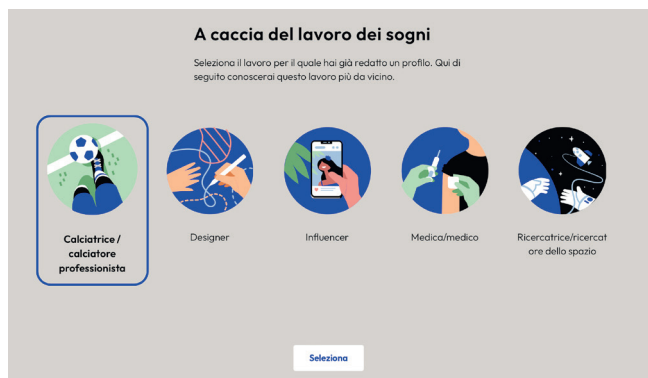 A caccia del lavoro dei sogni
Seleziona il lavoro per il quale hai già redatto un profilo. Qui di
seguito conoscerai questo lavoro più da vicino.
Calciatrice /
calciatore
professionista
Designer
Influencer
Medica/medico
Ricercatrice/ricercat
ore dello spazio
Seleziona